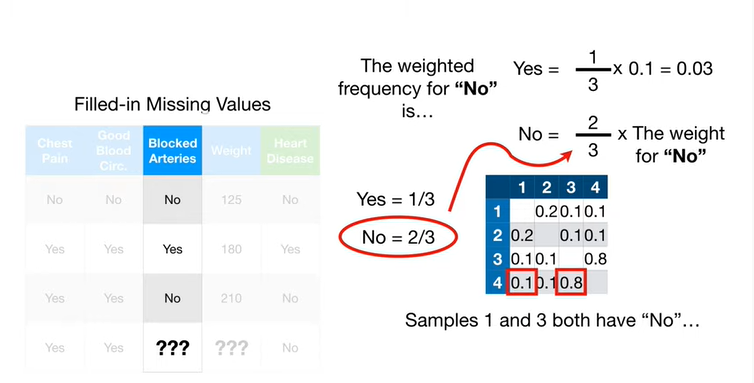 The weighted
frequency for “No”
is…
Yes = 1/3 x 0.1 = 0.03
No = 2/3 x The weight
for “No”
Filled-in Missing Values
Chest Pain Good Blood Circ. Blocked Arteries Weight Heart Disease
No No No 125 No
Yes Yes Yes 180 Yes
Yes Yes No 210 No
Yes Yes ??? ??? No
Yes = 1/3
No = 2/3
1 2 3 4
1 0.2 0.1 0.1
2 0.2 0.1 0.1
3 0.1 0.1 0.8
4 0.1 0.1 0.8
Samples 1 and 3 both have “No”…